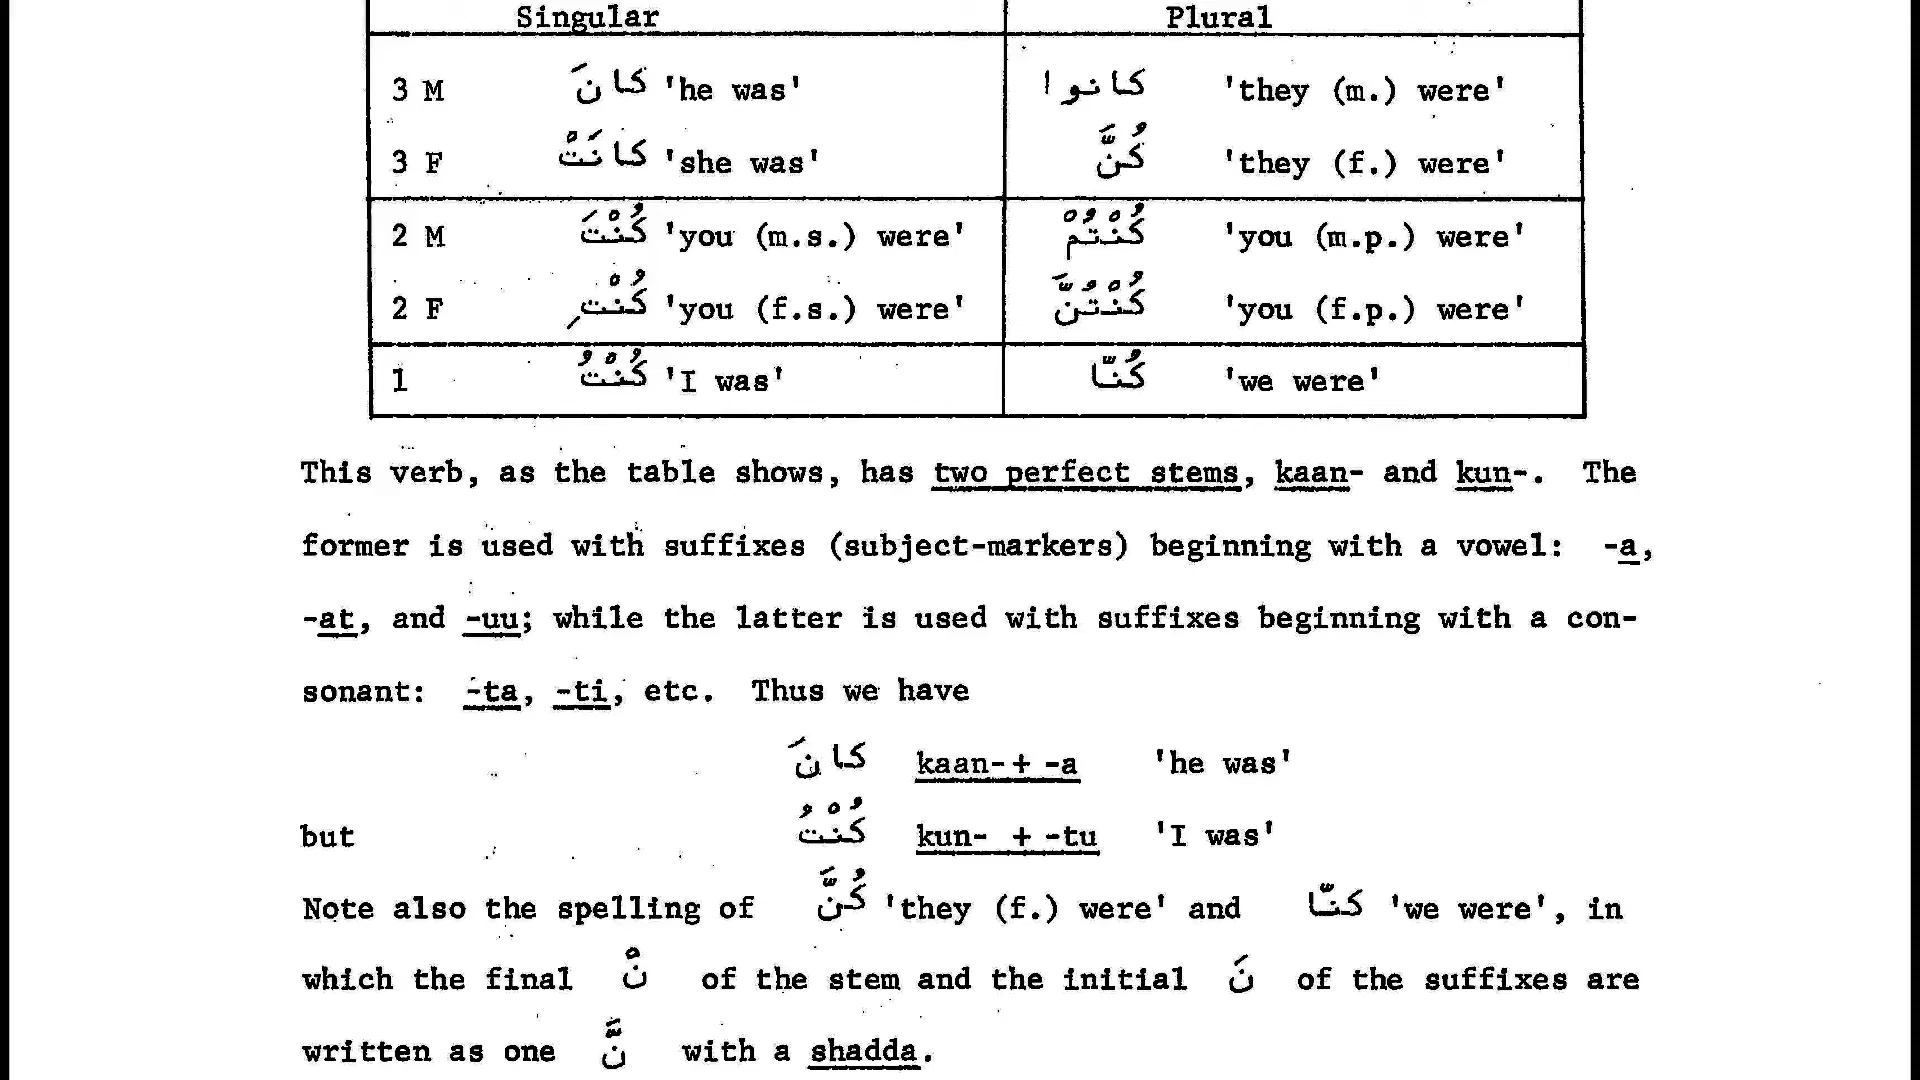 Singular Plural
3 M كانَ 'he was' كانوا 'they (m.) were'
3 F كانَتْ 'she was' كُنَّ 'they (f.) were'
2 M كُنْتَ 'you (m.s.) were' كُنْتُمْ 'you (m.p.) were'
2 F كُنْتِ 'you (f.s.) were' كُنْتُنَّ 'you (f.p.) were'
1 كُنْتُ 'I was' كُنّا 'we were'
This verb, as the table shows, has two perfect stems, kaan- and kun-. The
former is used with suffixes (subject-markers) beginning with a vowel: -a,
-at, and -uu; while the latter is used with suffixes beginning with a con-
sonant: -ta, -ti, etc. Thus we have
كانَ kaan-+ -a 'he was'
but كُنْتُ kun- + -tu 'I was'
Note also the spelling of كُنَّ 'they (f.) were' and كنّا 'we were', in
which the final نْ of the stem and the initial نَ of the suffixes are
written as one نَّ with a shadda.